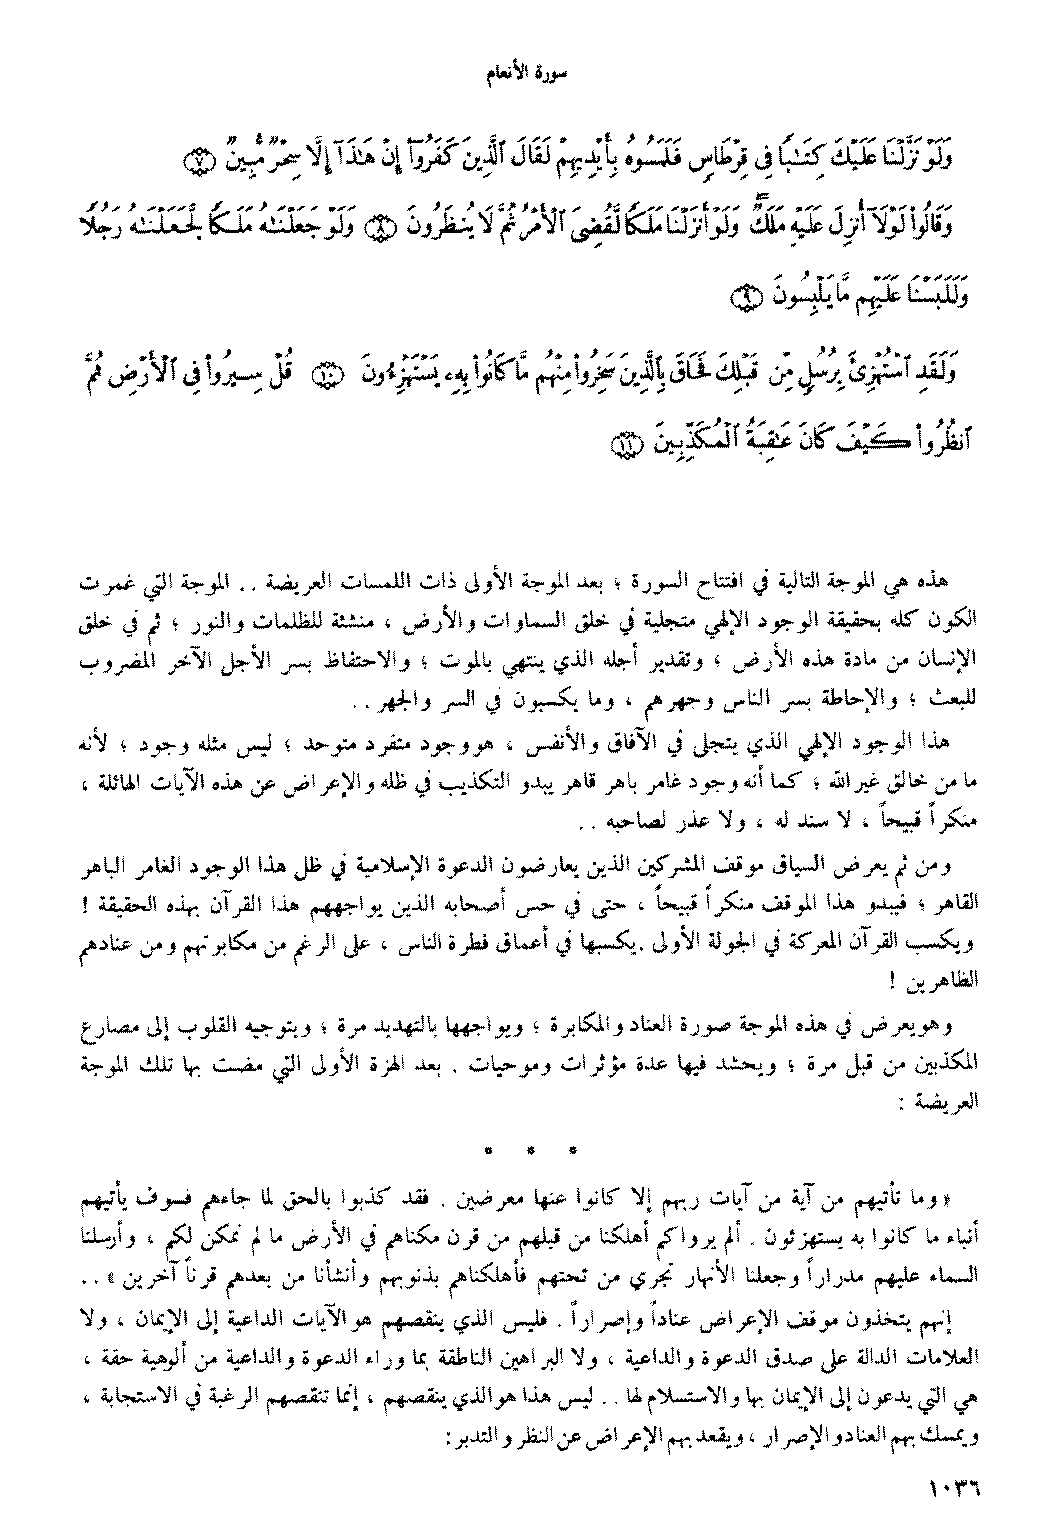 سورة الأنعام
وَلَوْ نَزَّلْنَا عَلَيْكَ كِتَٰبًا فِى قِرْطَاسٍ فَلَمَسُوهُ بِأَيْدِيهِمْ لَقَالَ ٱلَّذِينَ كَفَرُوٓا۟ إِنْ هَٰذَآ إِلَّا سِحْرٌ مُّبِينٌ ﴿٧﴾
وَقَالُوا۟ لَوْلَآ أُنزِلَ عَلَيْهِ مَلَكٌ ۖ وَلَوْ أَنزَلْنَا مَلَكًا لَّقُضِىَ ٱلْأَمْرُ ثُمَّ لَا يُنظَرُونَ ﴿٨﴾ وَلَوْ جَعَلْنَٰهُ مَلَكًا لَّجَعَلْنَٰهُ رَجُلًا
وَلَلَبَسْنَا عَلَيْهِم مَّا يَلْبِسُونَ ﴿٩﴾
وَلَقَدِ ٱسْتُهْزِئَ بِرُسُلٍ مِّن قَبْلِكَ فَحَاقَ بِٱلَّذِينَ سَخِرُوا۟ مِنْهُم مَّا كَانُوا۟ بِهِۦ يَسْتَهْزِءُونَ ﴿١٠﴾ قُلْ سِيرُوا۟ فِى ٱلْأَرْضِ ثُمَّ
ٱنظُرُوا۟ كَيْفَ كَانَ عَٰقِبَةُ ٱلْمُكَذِّبِينَ ﴿١١﴾
هذه هي الموجة التالية في افتتاح السورة ؛ بعد الموجة الأولى ذات اللمسات العريضة .. الموجة التي غمرت
الكون كله بحقيقة الوجود الإلهي متجلية في خلق السماوات والأرض ، منشئة للظلمات والنور ؛ ثم في خلق
الإنسان من مادة هذه الأرض ؛ وتقدير أجله الذي ينتهي بالموت ؛ والاحتفاظ بسر الأجل الآخر المضروب
للبعث ؛ والإحاطة بسر الناس وجهرهم ، وما يكسبون في السر والجهر ..
هذا الوجود الإلهي الذي يتجلى في الآفاق والأنفس ، هو وجود متفرد متوحد ؛ ليس مثله وجود ؛ لأنه
ما من خالق غير الله ؛ كما أنه وجود غامر باهر قاهر يبدو التكذيب في ظله والإعراض عن هذه الآيات الهائلة ،
منكراً قبيحاً ، لا سند له ، ولا عذر لصاحبه ..
ومن ثم يعرض السياق موقف المشركين الذين يعارضون الدعوة الإسلامية في ظل هذا الوجود الغامر الباهر
القاهر ؛ فيبدو هذا الموقف منكراً قبيحاً ، حتى في حس أصحابه الذين يواجههم هذا القرآن بهذه الحقيقة !
ويكسب القرآن المعركة في الجولة الأولى .يكسبها في أعماق فطرة الناس ، على الرغم من مكابرتهم ومن عنادهم
الظاهرين !
وهو يعرض في هذه الموجة صورة العناد والمكابرة ؛ ويواجهها بالتهديد مرة ؛ وبتوجيه القلوب إلى مصارع
المكذبين من قبل مرة ؛ ويحشد فيها عدة مؤثرات وموحيات . بعد الهزة الأولى التي مضت بها تلك الموجة
العريضة :
* * *
« وما تأتيهم من آية من آيات ربهم إلا كانوا عنها معرضين . فقد كذبوا بالحق لما جاءهم فسوف يأتيهم
أنباء ما كانوا به يستهزئون . ألم يروا كم أهلكنا من قبلهم من قرن مكناهم في الأرض ما لم نمكن لكم ، وأرسلنا
السماء عليهم مدراراً وجعلنا الأنهار تجري من تحتهم فأهلكناهم بذنوبهم وأنشأنا من بعدهم قرناً آخرين » ..
إنهم يتخذون موقف الإعراض عناداً وإصراراً . فليس الذي ينقصهم هو الآيات الداعية إلى الإيمان ، ولا
العلامات الدالة على صدق الدعوة والداعية ، ولا البراهين الناطقة بما وراء الدعوة والداعية من ألوهية حقة ،
هي التي يدعون إلى الإيمان بها والاستسلام لها .. ليس هذا هو الذي ينقصهم ، إنما تنقصهم الرغبة في الاستجابة ،
ويمسك بهم العناد والإصرار ، ويقعد بهم الإعراض عن النظر والتدبر :
١٠٣٦